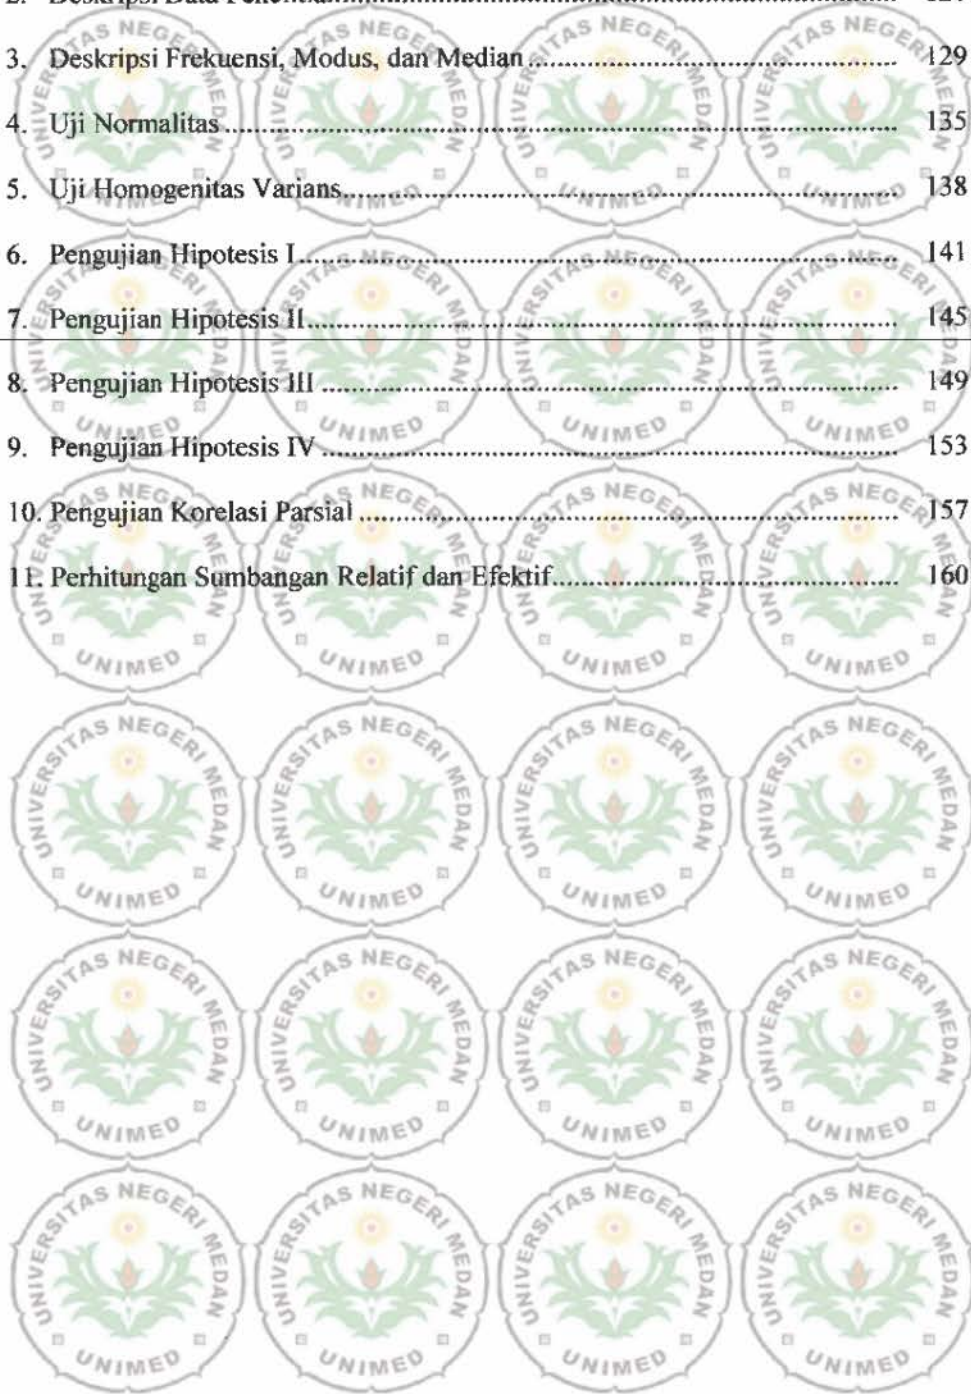 3. Deskripsi Frekuensi, Modus, dan Median ........................................................ 129
4. Uji Normalitas ........................................................ 135
5. Uji Homogenitas Varians ........................................................ 138
6. Pengujian Hipotesis I ........................................................ 141
7. Pengujian Hipotesis II ........................................................ 145
8. Pengujian Hipotesis III ........................................................ 149
9. Pengujian Hipotesis IV ........................................................ 153
10. Pengujian Korelasi Parsial ........................................................ 157
11. Perhitungan Sumbangan Relatif dan Efektif ........................................................ 160
UNIVERSITAS NEGERI MEDAN
UNIMED